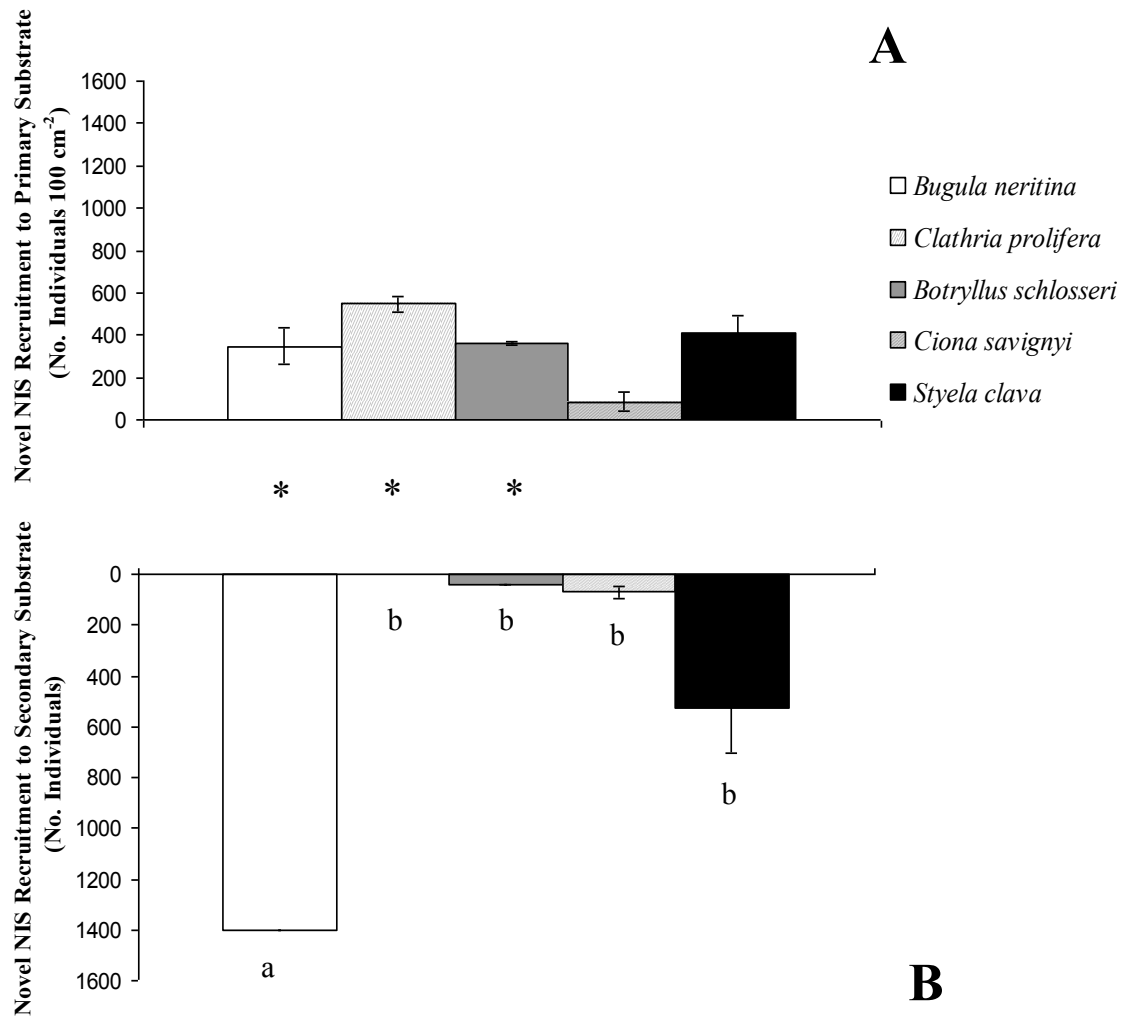 A
Novel NIS Recruitment to Primary Substrate
(No. Individuals 100 cm-2)
1600
1400
1200
1000
800
600
400
200
0
Bugula neritina
Clathria prolifera
Botryllus schlosseri
Ciona savignyi
Styela clava
* * *
Novel NIS Recruitment to Secondary Substrate
(No. Individuals)
0
200
400
600
800
1000
1200
1400
1600
b b b
b
a
B